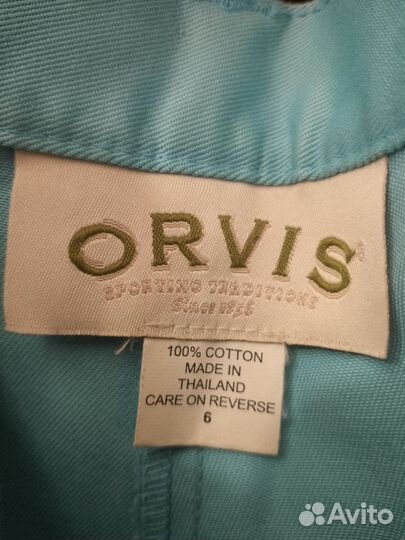 ORVIS
SPORTING TRADITIONS
Since 1856
100% COTTON
MADE IN
THAILAND
CARE ON REVERSE
6
Avito